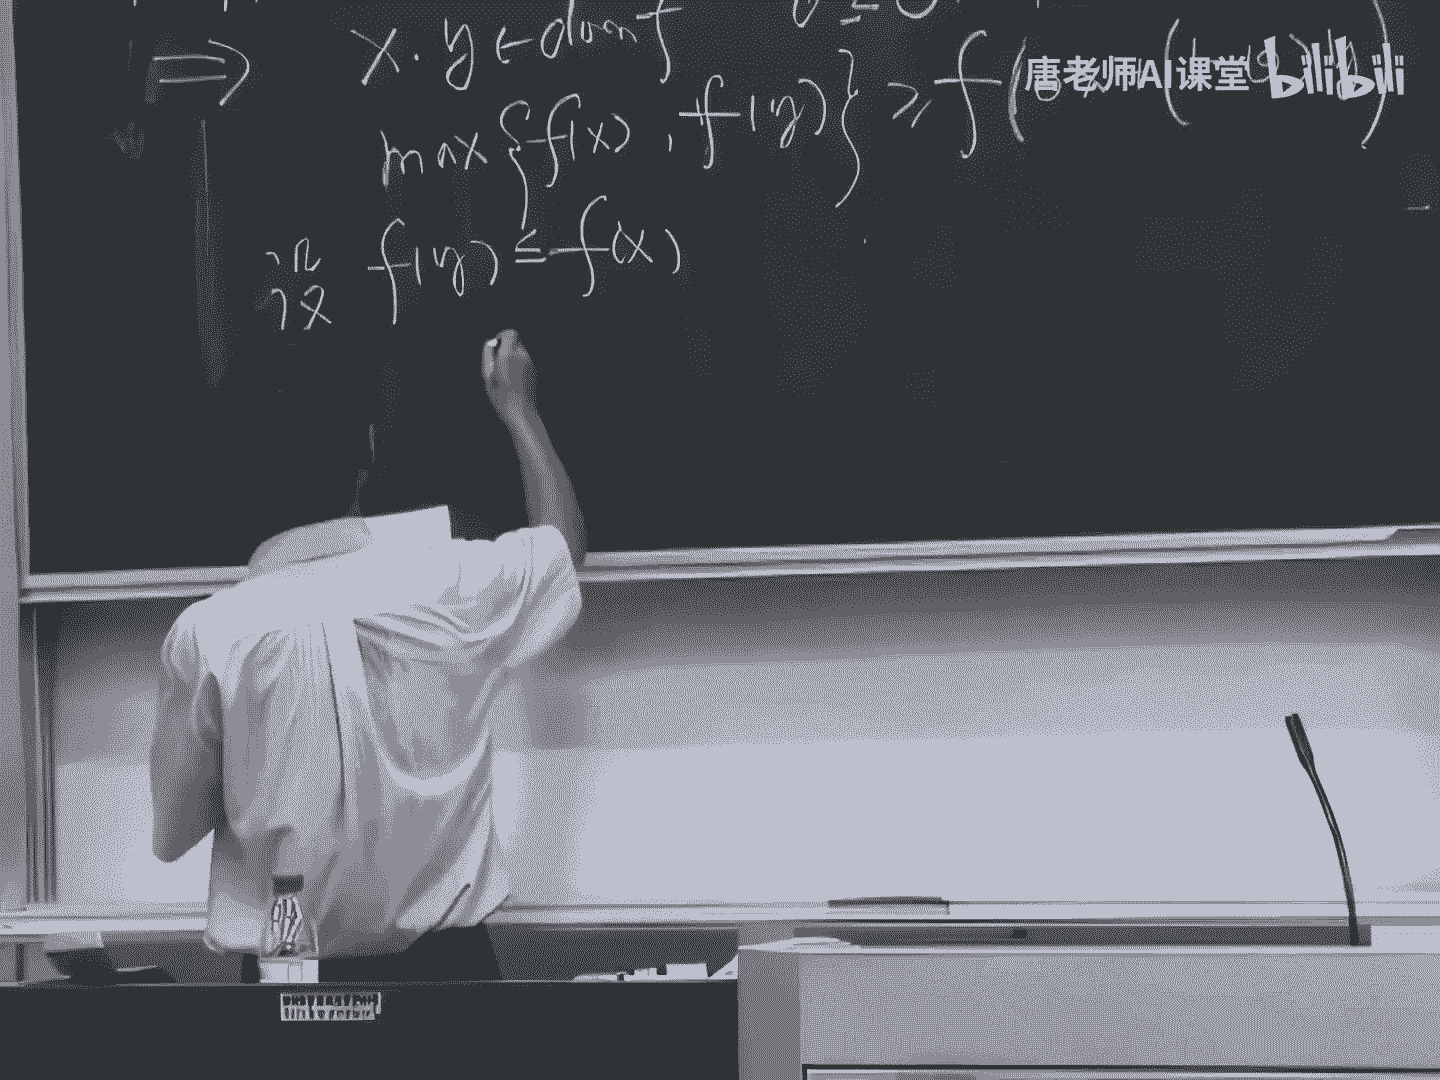 ⇒ x. y ∈ dom f
max { f(x) , f(y) } ≥ f(
设 f(y) ≤ f(x)
唐老师AI课堂 bilibili